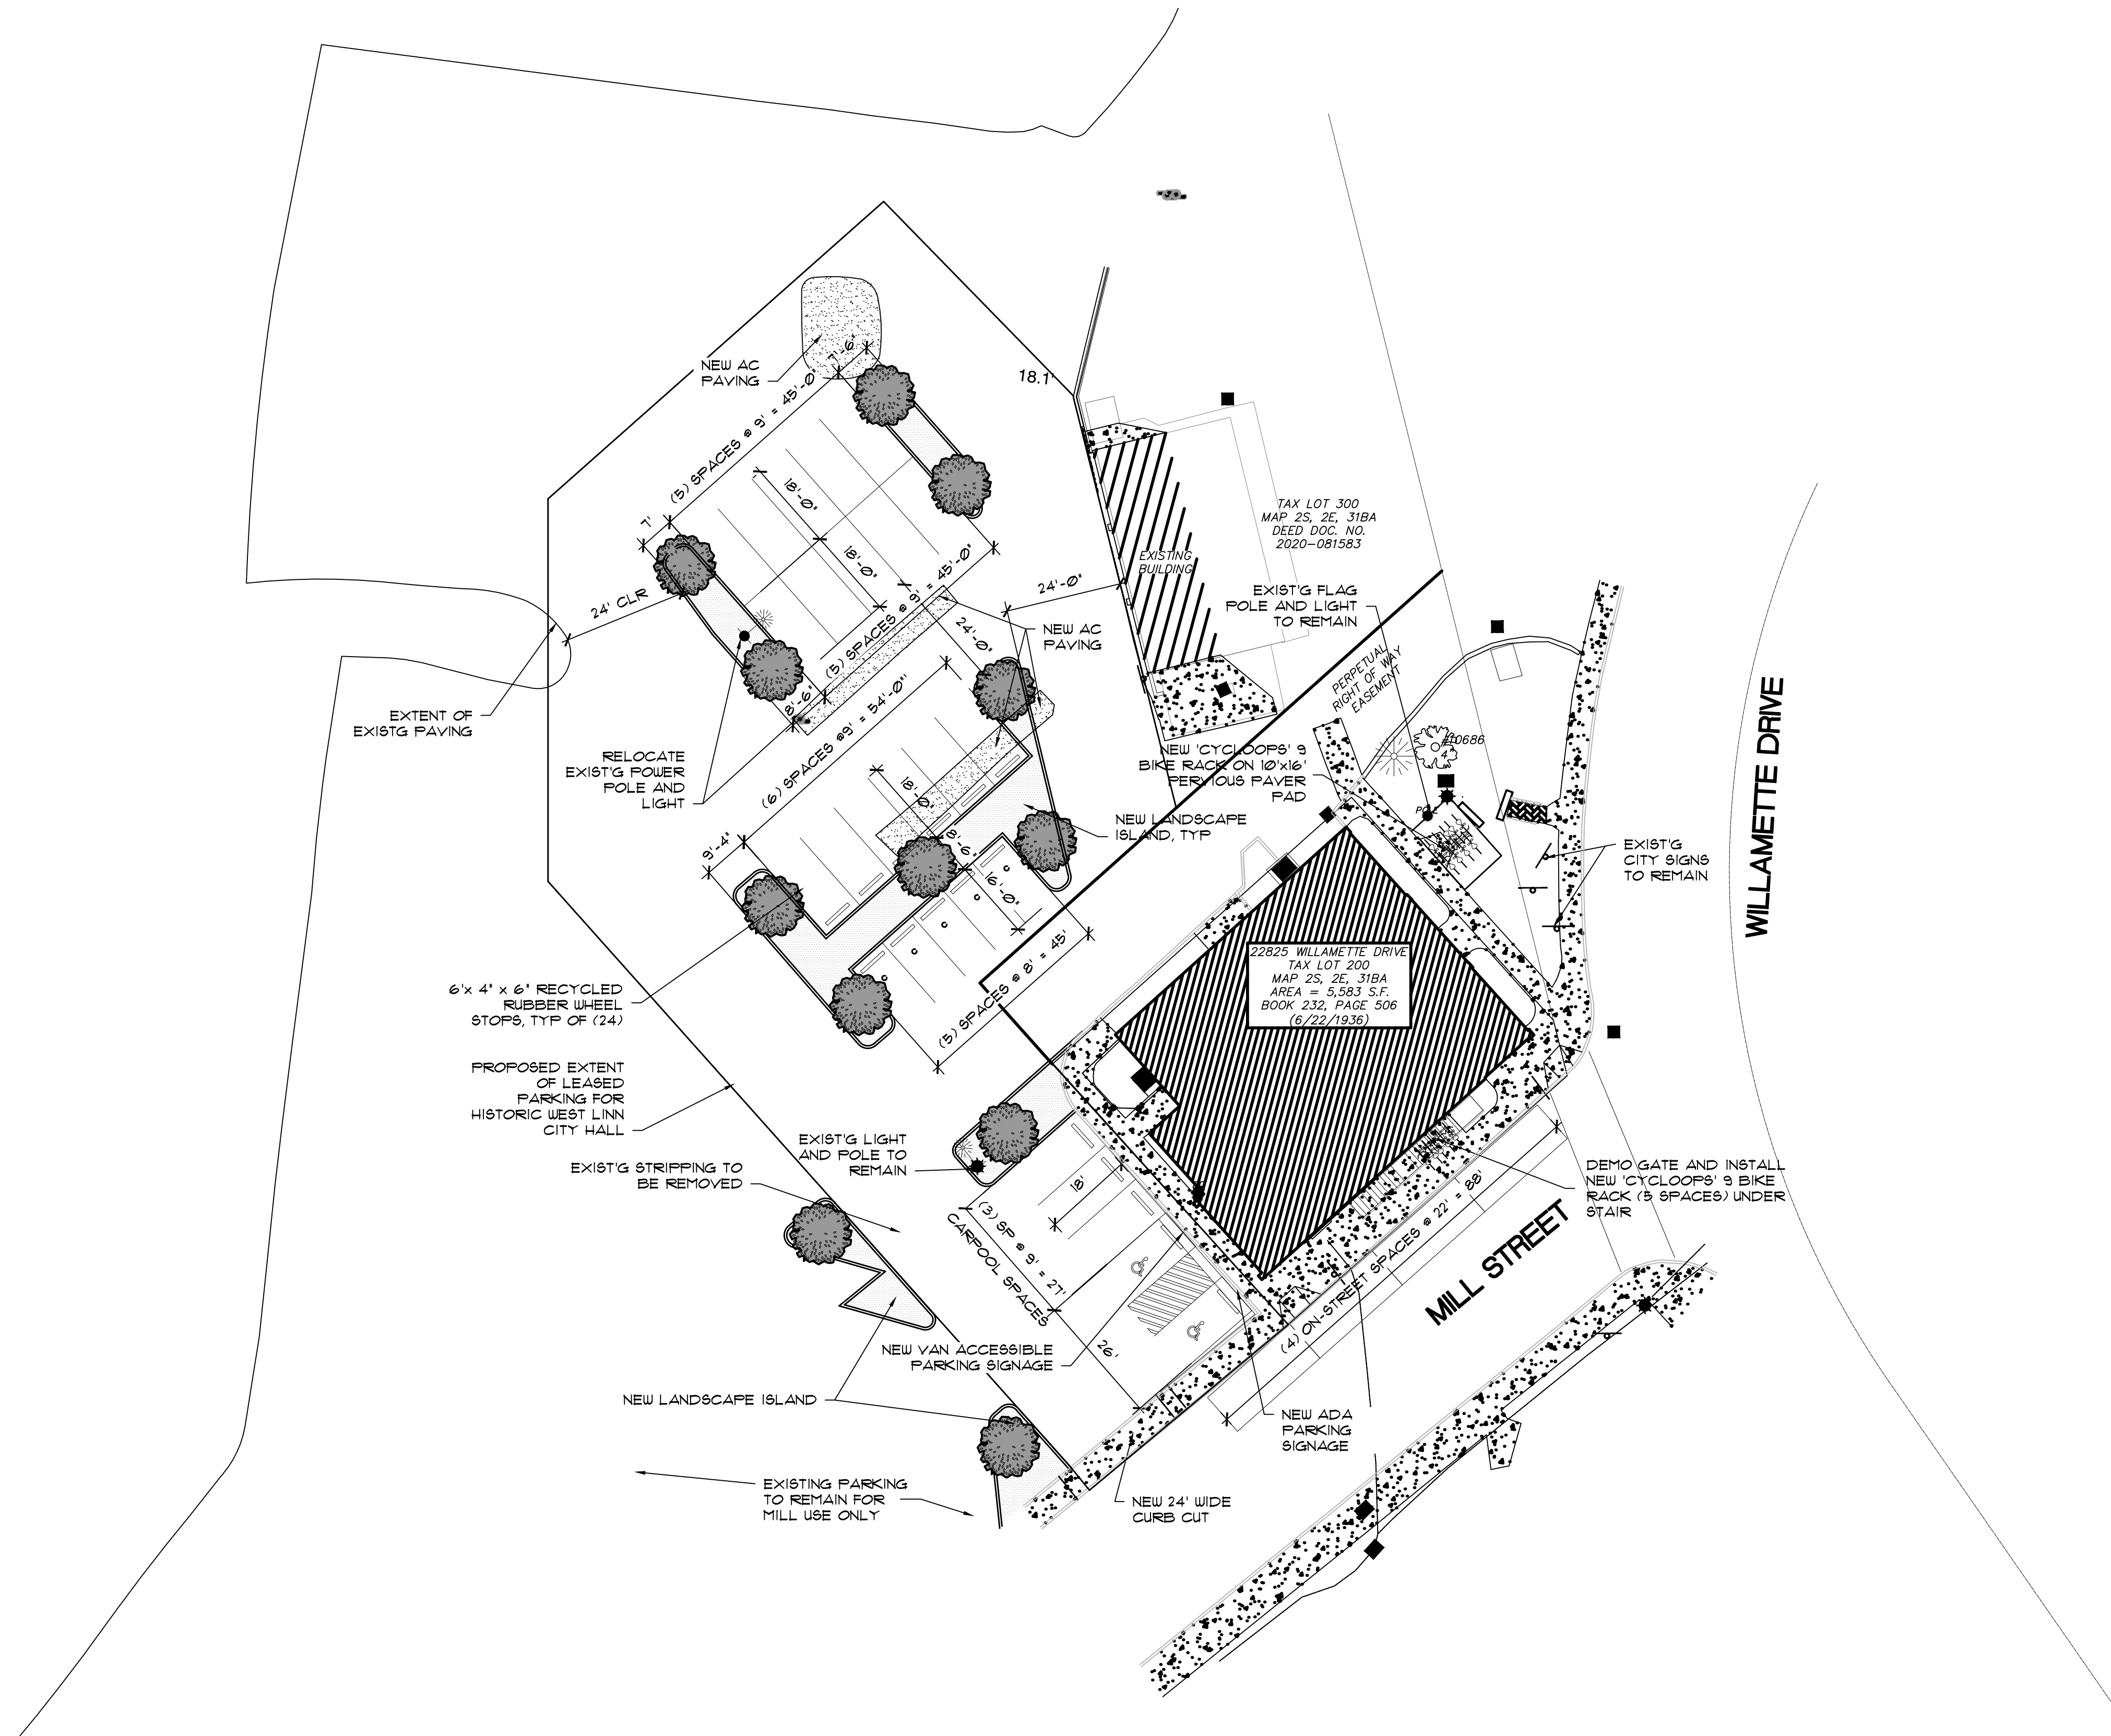 NEW AC
PAVING
7'-6"
18.1'
(5) SPACES @ 9' = 45'-0
7'
18'-0"
18'-0"
(5) SPACES @ 9' = 45'-0"
24' CLR
24'-0"
24'-0"
8'-6"
EXISTING
BUILDING
TAX LOT 300
MAP 2S, 2E, 31BA
DEED DOC. NO.
2020-081583
EXIST'G FLAG
POLE AND LIGHT
TO REMAIN
NEW AC
PAVING
PERPETUAL
RIGHT OF WAY
EASEMENT
EXTENT OF
EXISTG PAVING
RELOCATE
EXIST'G POWER
POLE AND
LIGHT
(6) SPACES @9' = 54'-0"
18'-0"
8'-6"
16'-0"
9'-4"
NEW 'CYCLOOPS' 9
BIKE RACK ON 10'x16'
PERVIOUS PAVER
PAD
NEW LANDSCAPE
ISLAND, TYP
EXIST'G
CITY SIGNS
TO REMAIN
WILLAMETTE DRIVE
C
C
C
C
C
(5) SPACES @ 8' = 45'
22825 WILLAMETTE DRIVE
TAX LOT 200
MAP 2S, 2E, 31BA
AREA = 5,583 S.F.
BOOK 232, PAGE 506
(6/22/1936)
6'x 4" x 6" RECYCLED
RUBBER WHEEL
STOPS, TYP OF (24)
PROPOSED EXTENT
OF LEASED
PARKING FOR
HISTORIC WEST LINN
CITY HALL
EXIST'G LIGHT
AND POLE TO
REMAIN
EXIST'G STRIPPING TO
BE REMOVED
18'
(3) SP @ 9' = 27'
CARPOOL SPACES
26'
DEMO GATE AND INSTALL
NEW 'CYCLOOPS' 9 BIKE
RACK (5 SPACES) UNDER
STAIR
(4) ON-STREET SPACES @ 22' = 88'
MILL STREET
NEW VAN ACCESSIBLE
PARKING SIGNAGE
NEW LANDSCAPE ISLAND
NEW ADA
PARKING
SIGNAGE
EXISTING PARKING
TO REMAIN FOR
MILL USE ONLY
NEW 24' WIDE
CURB CUT